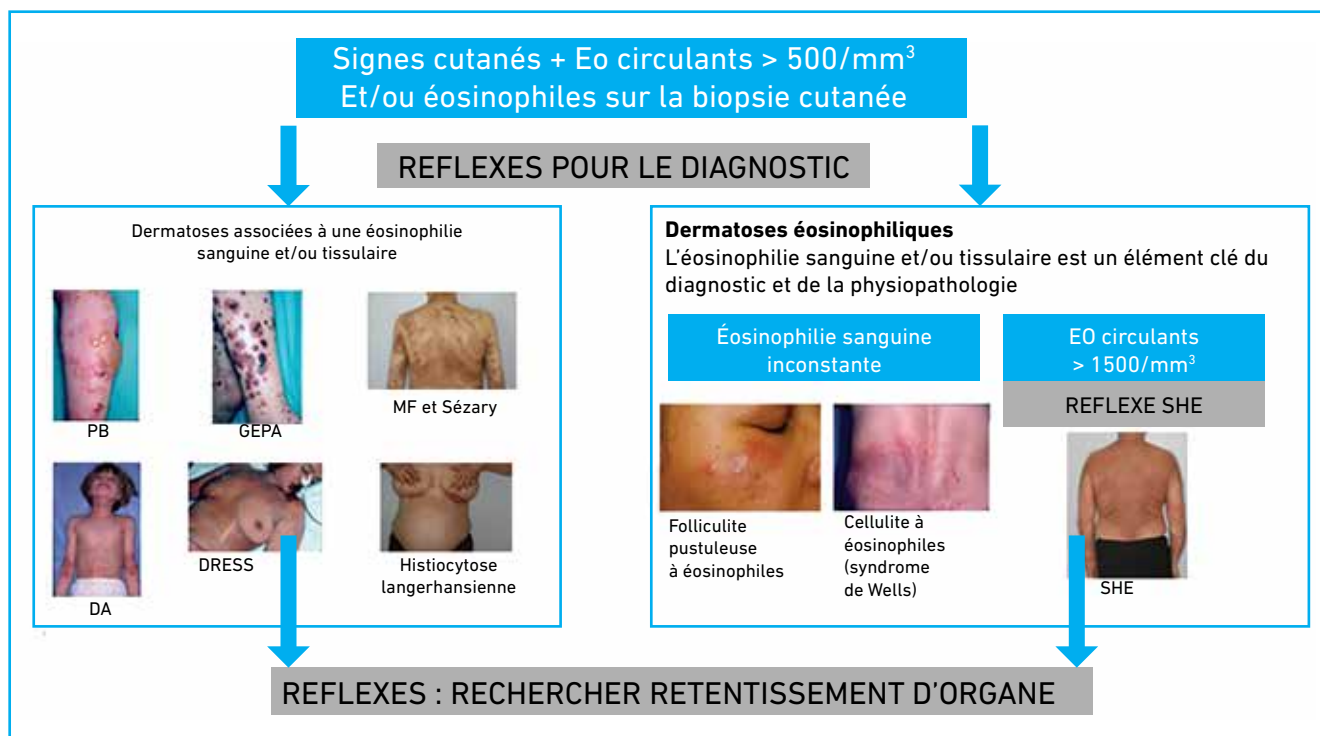 Signes cutanés + Eo circulants > 500/mm³
Et/ou éosinophiles sur la biopsie cutanée
REFLEXES POUR LE DIAGNOSTIC
Dermatoses associées à une éosinophilie
sanguine et/ou tissulaire
PB
GEPA
MF et Sézary
DA
DRESS
Histiocytose
langerhansienne
Dermatoses éosinophiliques
L'éosinophilie sanguine et/ou tissulaire est un élément clé du
diagnostic et de la physiopathologie
Éosinophilie sanguine
inconstante
EO circulants
> 1500/mm³
REFLEXE SHE
Folliculite
pustuleuse
à éosinophiles
Cellulite à
éosinophiles
(syndrome
de Wells)
SHE
REFLEXES : RECHERCHER RETENTISSEMENT D'ORGANE